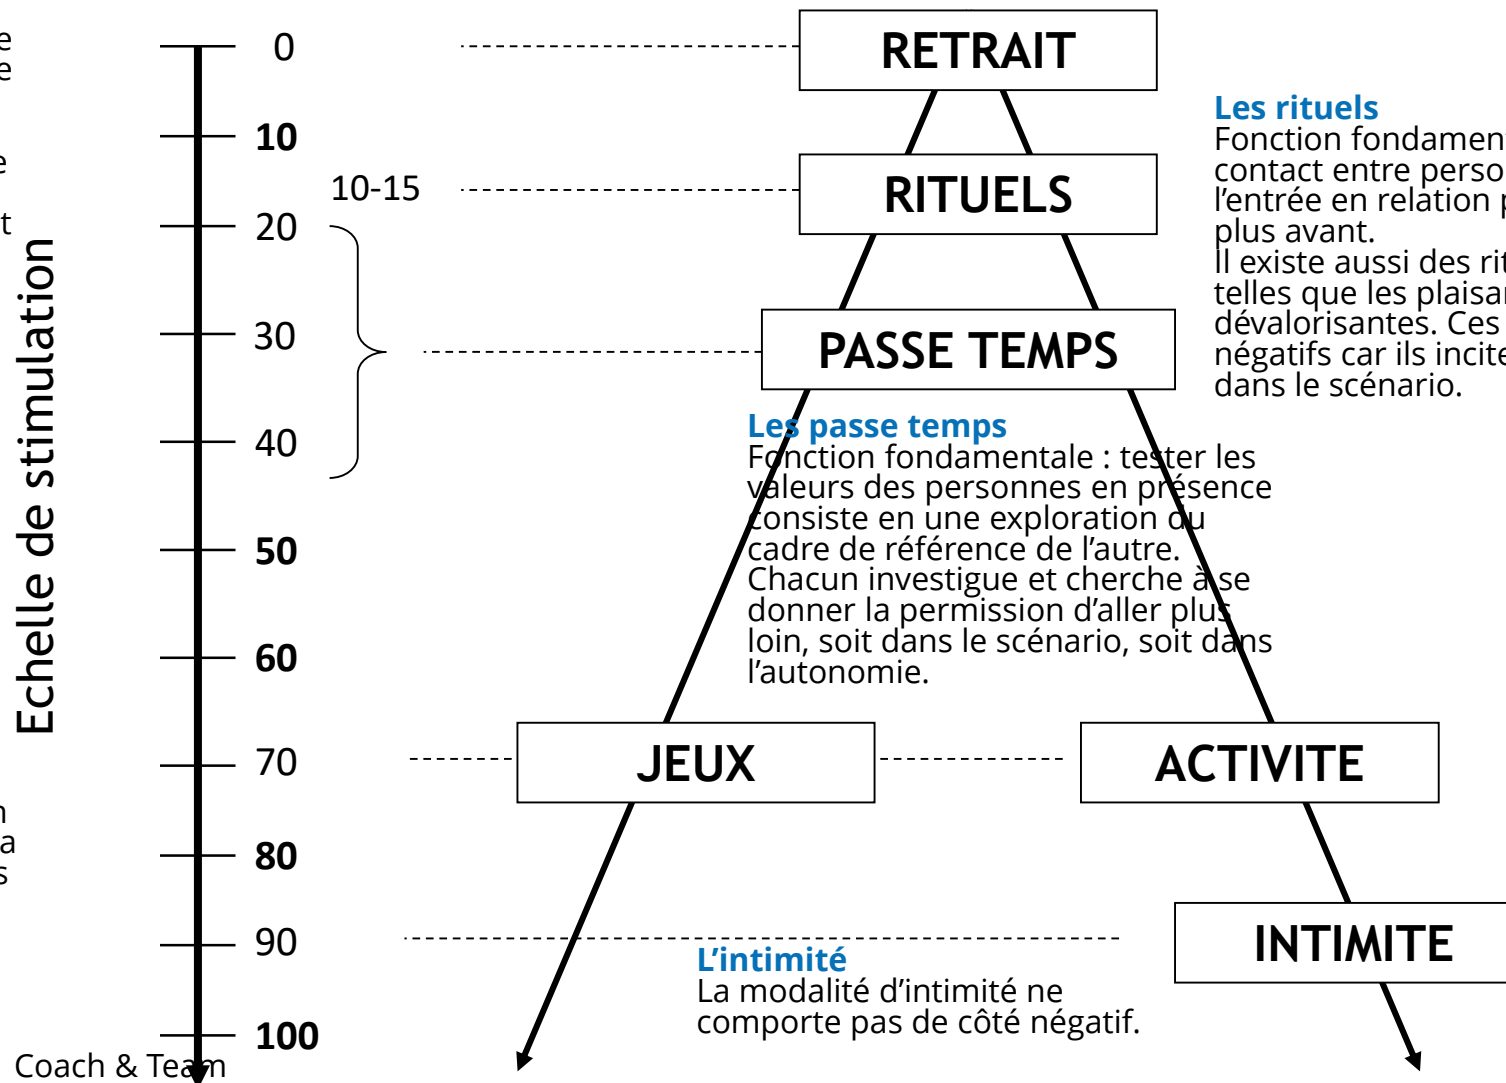 e
e
e
t
Echelle de stimulation
n
a
s
0
10
10-15
20
30
40
50
60
70
80
90
100
RETRAIT
RITUELS
PASSE TEMPS
Les rituels
Fonction
contact entre
l’entrée en relation
plus avant.
Il existe aussi des
telles que les
dévalorisantes. Ces
négatifs car ils
dans le scénario.
Les passe temps
Fonction fondamentale : tester les
valeurs des personnes en présence
consiste en une exploration du
cadre de référence de l’autre.
Chacun investigue et cherche à se
donner la permission d’aller plus
loin, soit dans le scénario, soit dans
l’autonomie.
JEUX
ACTIVITE
INTIMITE
L’intimité
La modalité d’intimité ne
comporte pas de côté négatif.
Coach & Team